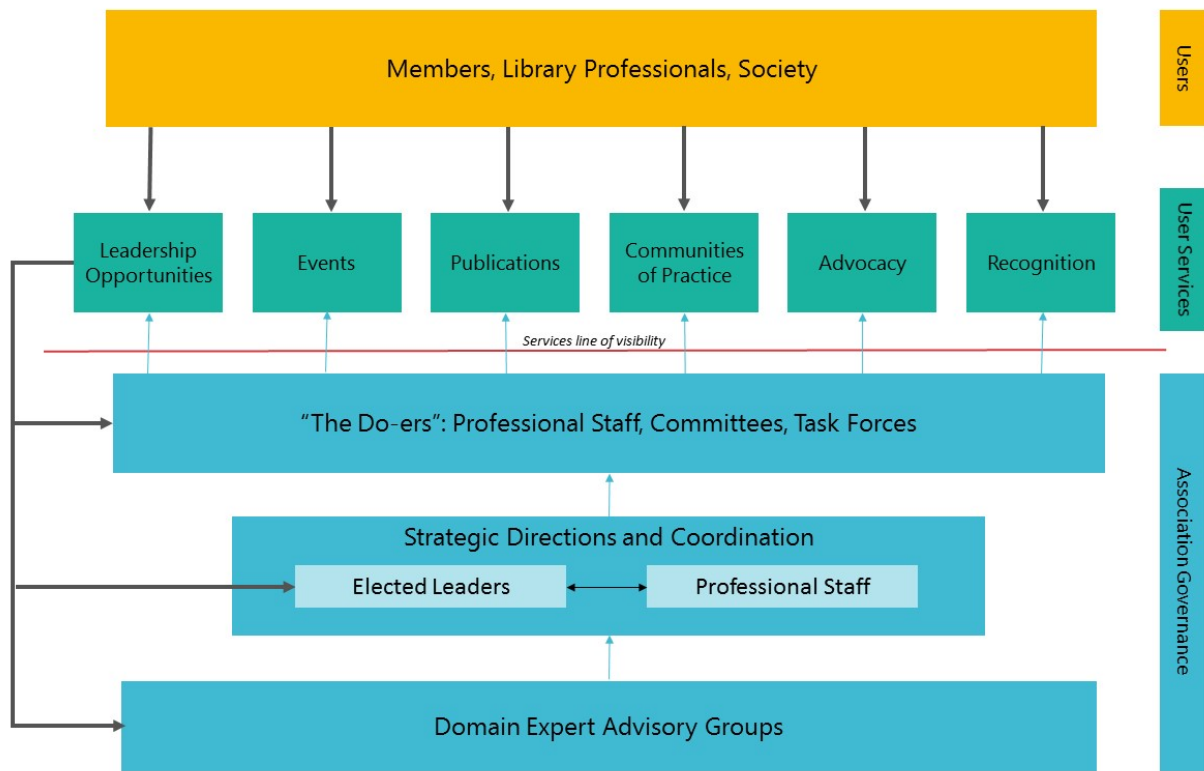 Members, Library Professionals, Society
Users
Leadership
Opportunities
Events
Publications
Communities
of Practice
Advocacy
Recognition
User Services
Services line of visibility
“The Do-ers”: Professional Staff, Committees, Task Forces
Strategic Directions and Coordination
Elected Leaders
Professional Staff
Domain Expert Advisory Groups
Association Governance